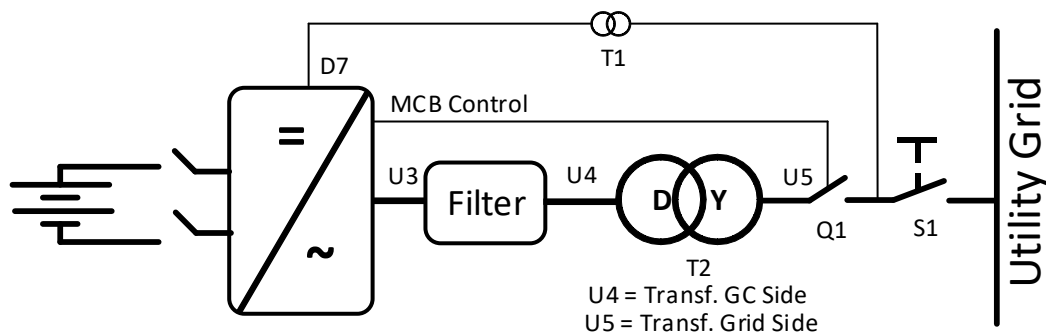 T1
D7
MCB Control
=
~
U3
Filter
U4
D
Y
U5
Q1
S1
T2
U4 = Transf. GC Side
U5 = Transf. Grid Side
Utility Grid